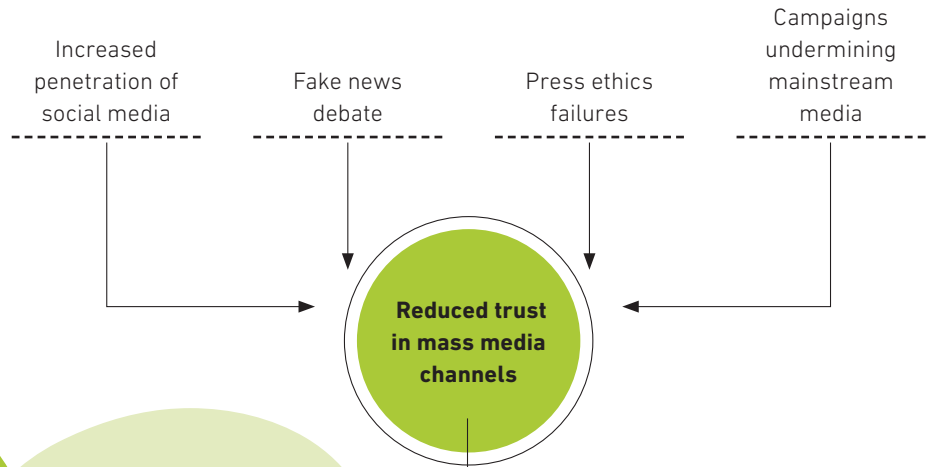 Increased
penetration of
social media
Fake news
debate
Press ethics
failures
Campaigns
undermining
mainstream
media
Reduced trust
in mass media
channels